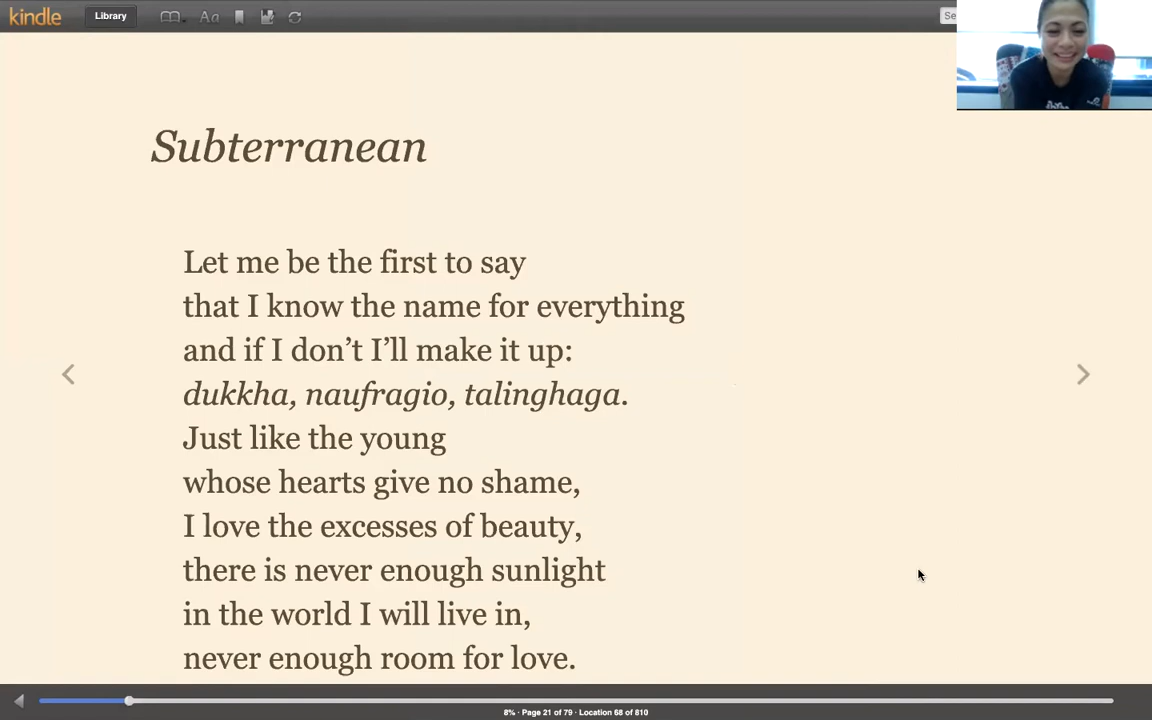 kindle Library Aa Se
Subterranean
Let me be the first to say
that I know the name for everything
and if I don’t I’ll make it up:
dukkha, naufragio, talinghaga.
Just like the young
whose hearts give no shame,
I love the excesses of beauty,
there is never enough sunlight
in the world I will live in,
never enough room for love.
8% · Page 21 of 79 · Location 68 of 810